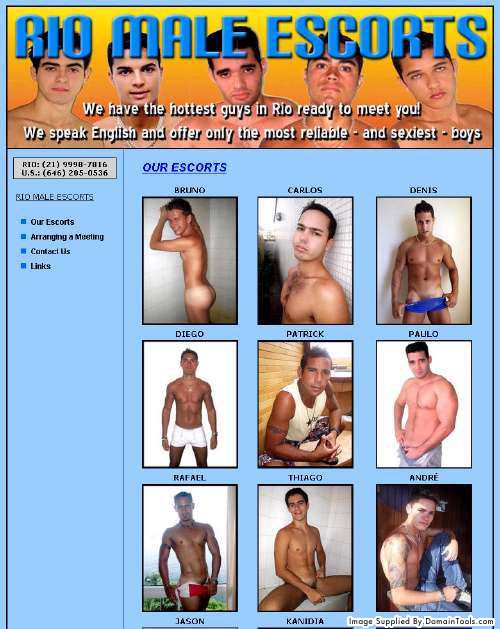 RIO MALE ESCORTS
We have the hottest guys in Rio ready to meet you!
We speak English and offer only the most reliable - and sexiest - boys
RIO: (21) 9998-7816
U.S.: (646) 205-0536
RIO MALE ESCORTS
Our Escorts
Arranging a Meeting
Contact Us
Links
OUR ESCORTS
BRUNO CARLOS DENIS
DIEGO PATRICK PAULO
RAFAEL THIAGO ANDRÉ
JASON KANIDIA
Image Supplied By DomainTools.com